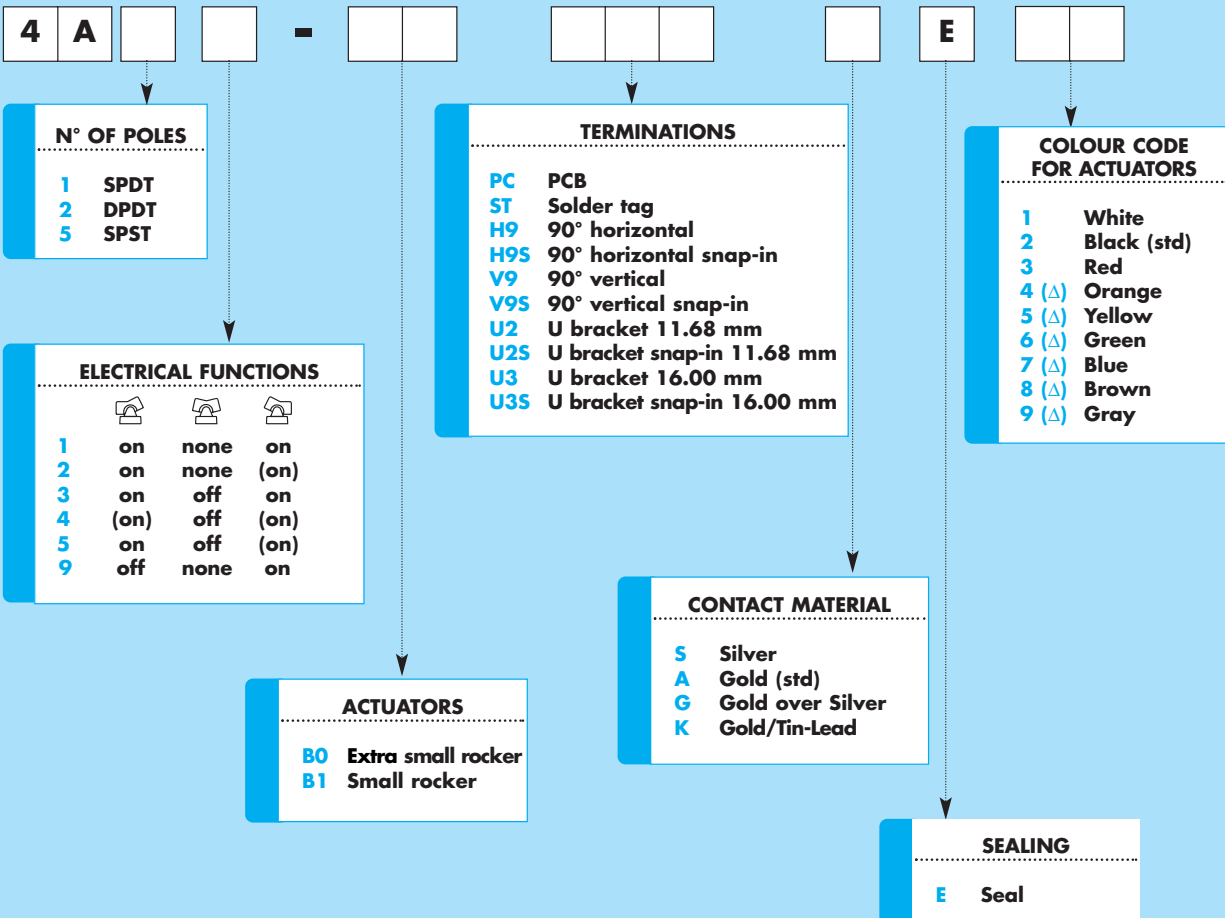 4 A - E
N° OF POLES
1 SPDT
2 DPDT
5 SPST
ELECTRICAL FUNCTIONS
1 on none on
2 on none (on)
3 on off on
4 (on) off (on)
5 on off (on)
9 off none on
ACTUATORS
B0 Extra small rocker
B1 Small rocker
TERMINATIONS
PC PCB
ST Solder tag
H9 90° horizontal
H9S 90° horizontal snap-in
V9 90° vertical
V9S 90° vertical snap-in
U2 U bracket 11.68 mm
U2S U bracket snap-in 11.68 mm
U3 U bracket 16.00 mm
U3S U bracket snap-in 16.00 mm
CONTACT MATERIAL
S Silver
A Gold (std)
G Gold over Silver
K Gold/Tin-Lead
SEALING
E Seal
COLOUR CODE
FOR ACTUATORS
1 White
2 Black (std)
3 Red
4 (Δ) Orange
5 (Δ) Yellow
6 (Δ) Green
7 (Δ) Blue
8 (Δ) Brown
9 (Δ) Gray